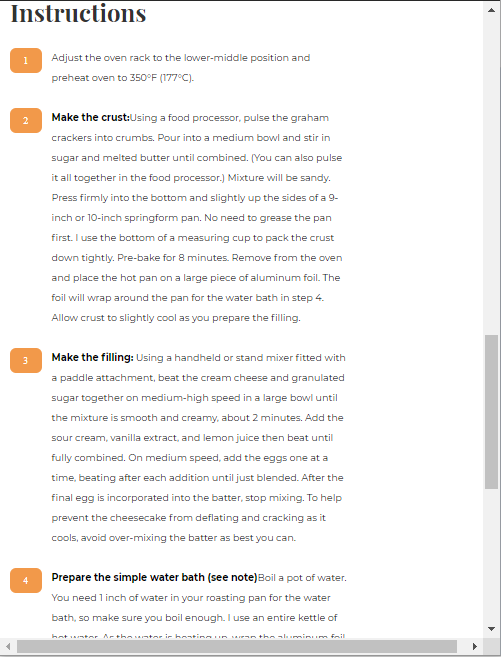 Instructions
1
Adjust the oven rack to the lower-middle position and
preheat oven to 350°F (177°C).
2
Make the crust:Using a food processor, pulse the graham
crackers into crumbs. Pour into a medium bowl and stir in
sugar and melted butter until combined. (You can also pulse
it all together in the food processor.) Mixture will be sandy.
Press firmly into the bottom and slightly up the sides of a 9-
inch or 10-inch springform pan. No need to grease the pan
first. I use the bottom of a measuring cup to pack the crust
down tightly. Pre-bake for 8 minutes. Remove from the oven
and place the hot pan on a large piece of aluminum foil. The
foil will wrap around the pan for the water bath in step 4.
Allow crust to slightly cool as you prepare the filling.
3
Make the filling: Using a handheld or stand mixer fitted with
a paddle attachment, beat the cream cheese and granulated
sugar together on medium-high speed in a large bowl until
the mixture is smooth and creamy, about 2 minutes. Add the
sour cream, vanilla extract, and lemon juice then beat until
fully combined. On medium speed, add the eggs one at a
time, beating after each addition until just blended. After the
final egg is incorporated into the batter, stop mixing. To help
prevent the cheesecake from deflating and cracking as it
cools, avoid over-mixing the batter as best you can.
4
Prepare the simple water bath (see note)Boil a pot of water.
You need 1 inch of water in your roasting pan for the water
bath, so make sure you boil enough. I use an entire kettle of
hot water. As the water is heating up, wrap the aluminum foil